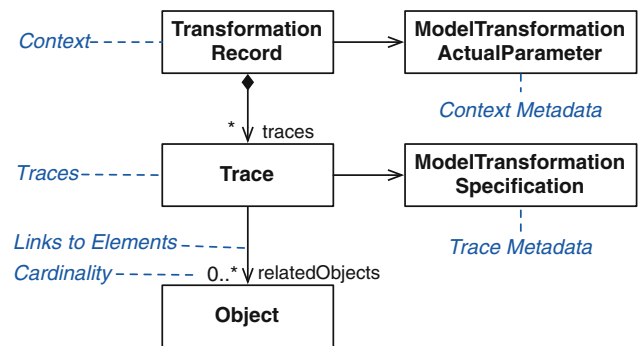 Context
Transformation
Record
ModelTransformation
ActualParameter
Context Metadata
* traces
Traces
Trace
ModelTransformation
Specification
Trace Metadata
Links to Elements
Cardinality
0..* relatedObjects
Object